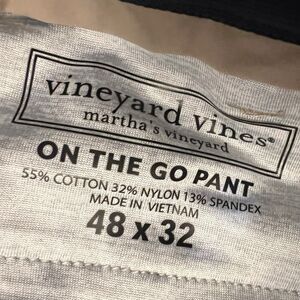 vineyard vines®
martha's vineyard
ON THE GO PANT
55% COTTON 32% NYLON 13% SPANDEX
MADE IN VIETNAM
48 x 32